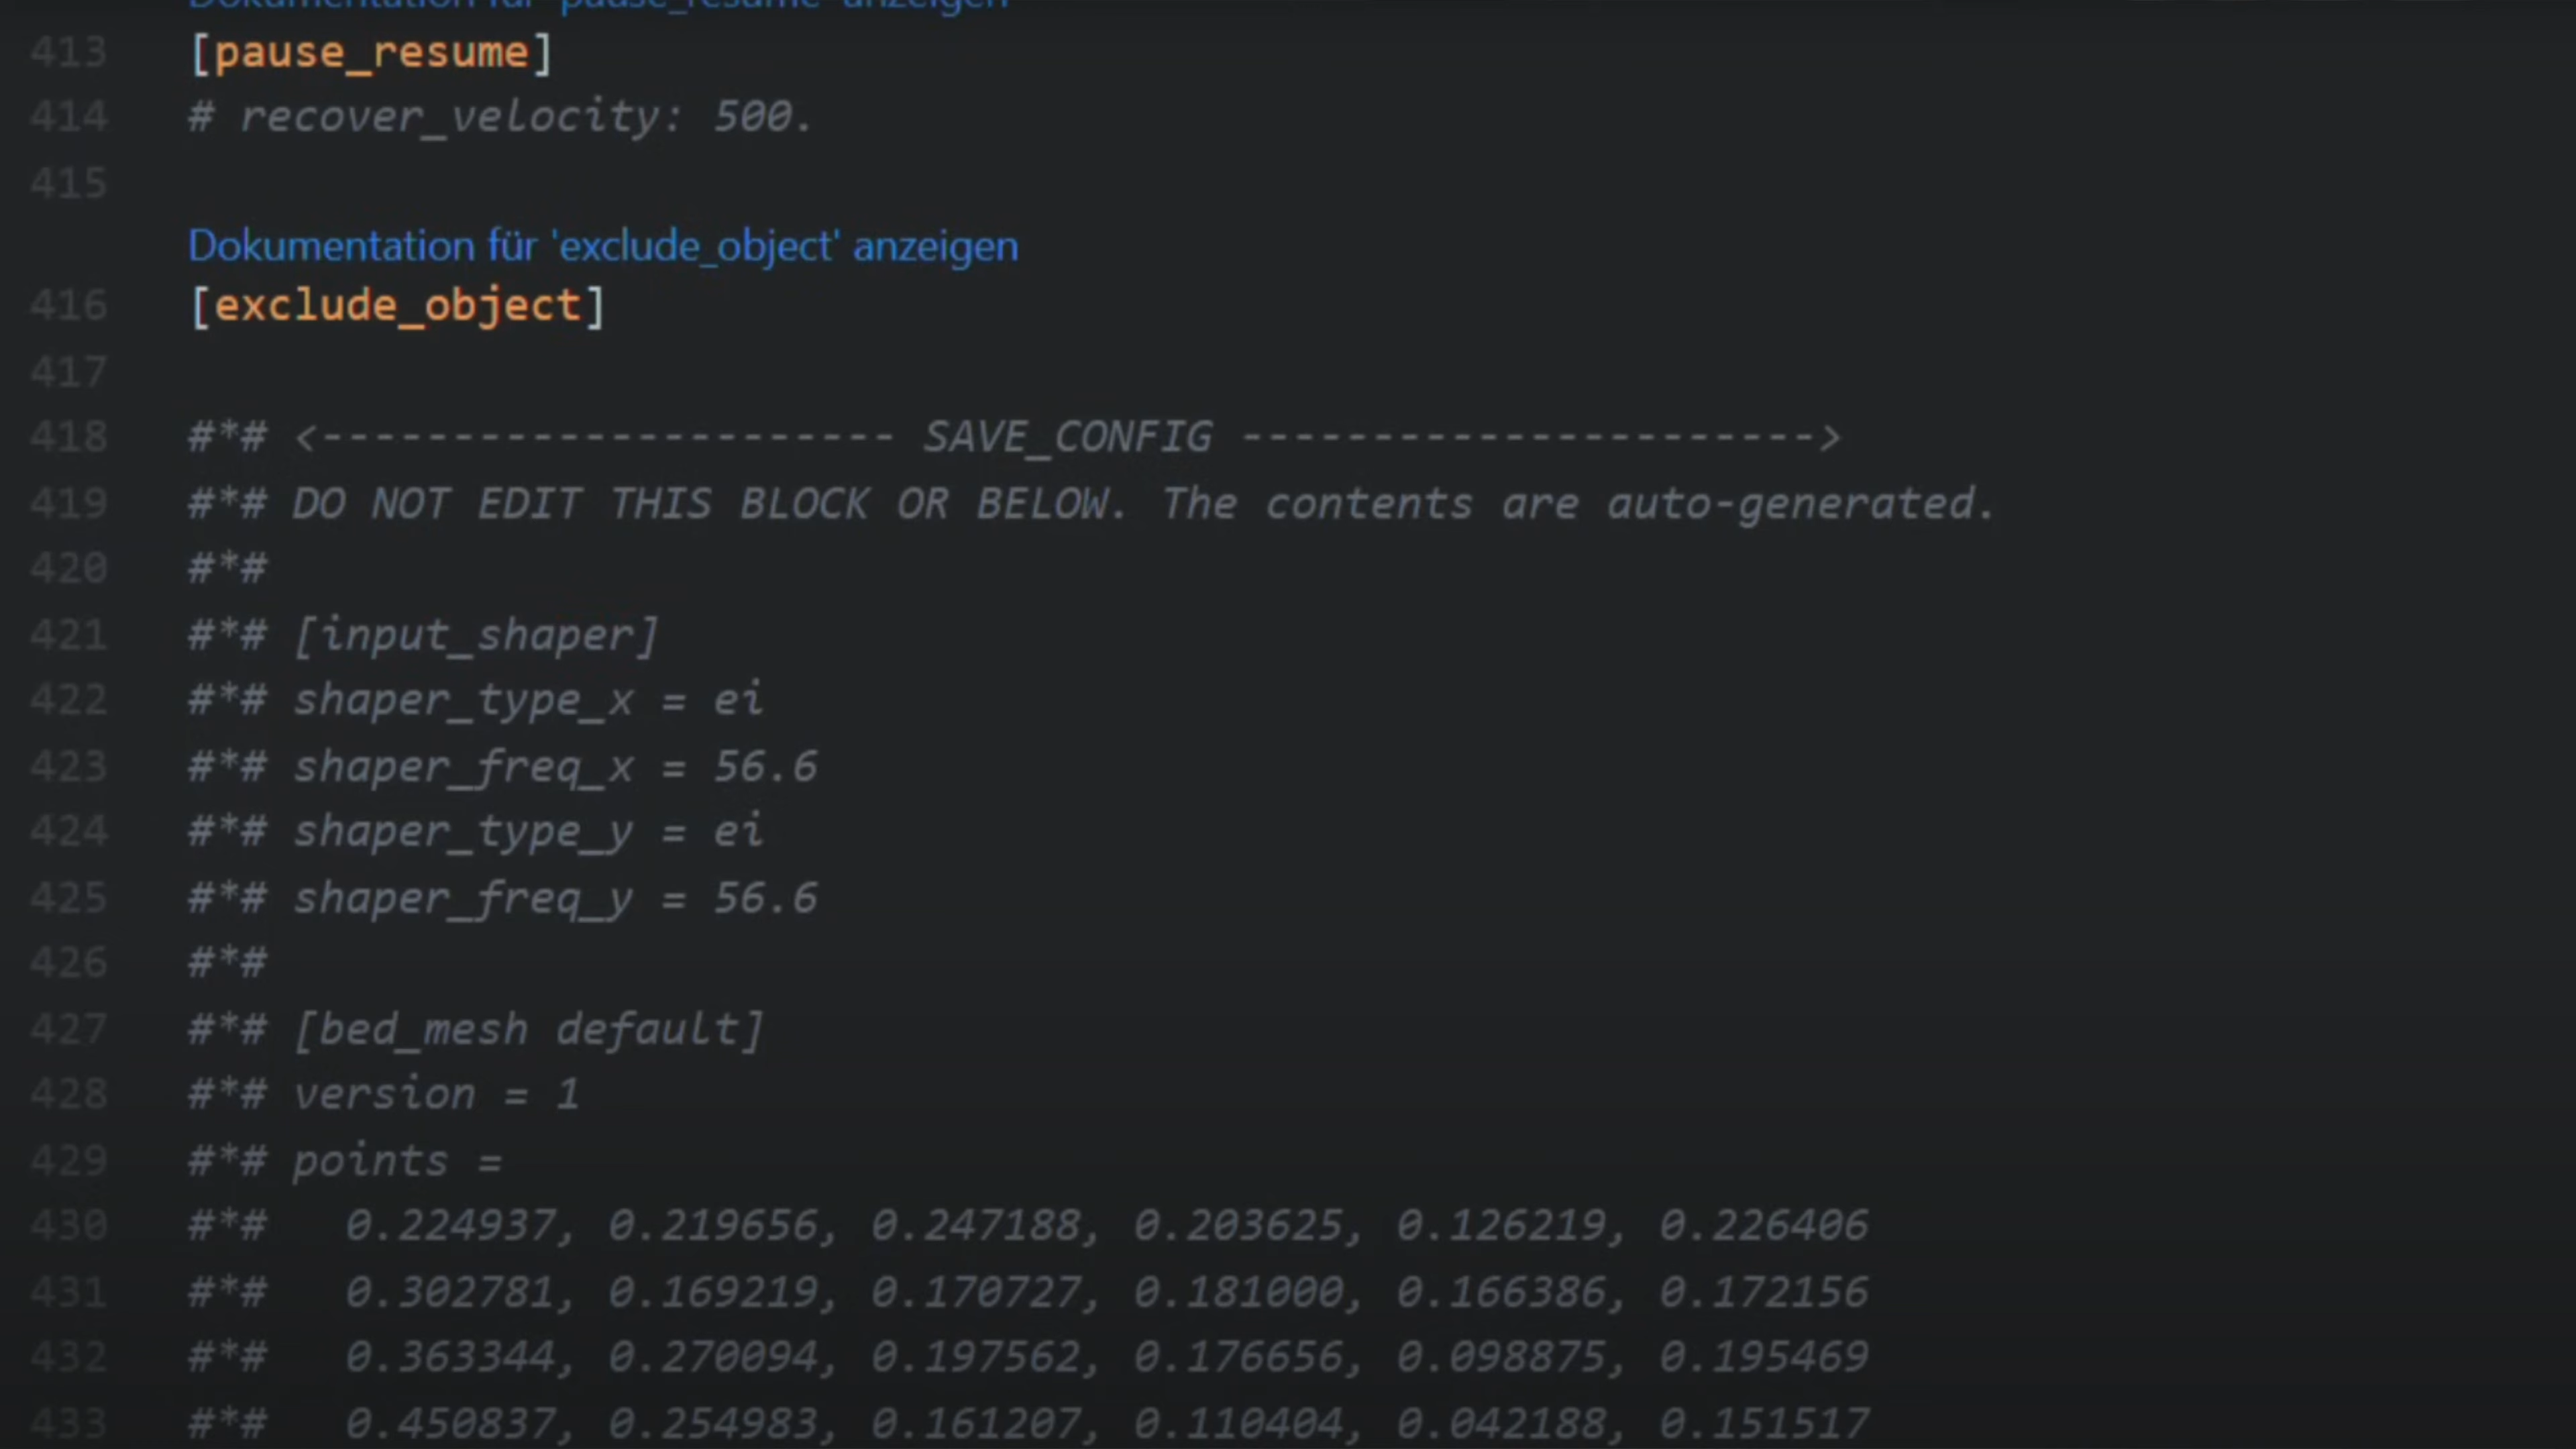 Dokumentation für 'pause_resume' anzeigen
413 [pause_resume]
414 # recover_velocity: 500.
415
Dokumentation für 'exclude_object' anzeigen
416 [exclude_object]
417
418 #*# <---------------------- SAVE_CONFIG ---------------------->
419 #*# DO NOT EDIT THIS BLOCK OR BELOW. The contents are auto-generated.
420 #*#
421 #*# [input_shaper]
422 #*# shaper_type_x = ei
423 #*# shaper_freq_x = 56.6
424 #*# shaper_type_y = ei
425 #*# shaper_freq_y = 56.6
426 #*#
427 #*# [bed_mesh default]
428 #*# version = 1
429 #*# points =
430 #*#   0.224937, 0.219656, 0.247188, 0.203625, 0.126219, 0.226406
431 #*#   0.302781, 0.169219, 0.170727, 0.181000, 0.166386, 0.172156
432 #*#   0.363344, 0.270094, 0.197562, 0.176656, 0.098875, 0.195469
433 #*#   0.450837, 0.254983, 0.161207, 0.110404, 0.042188, 0.151517